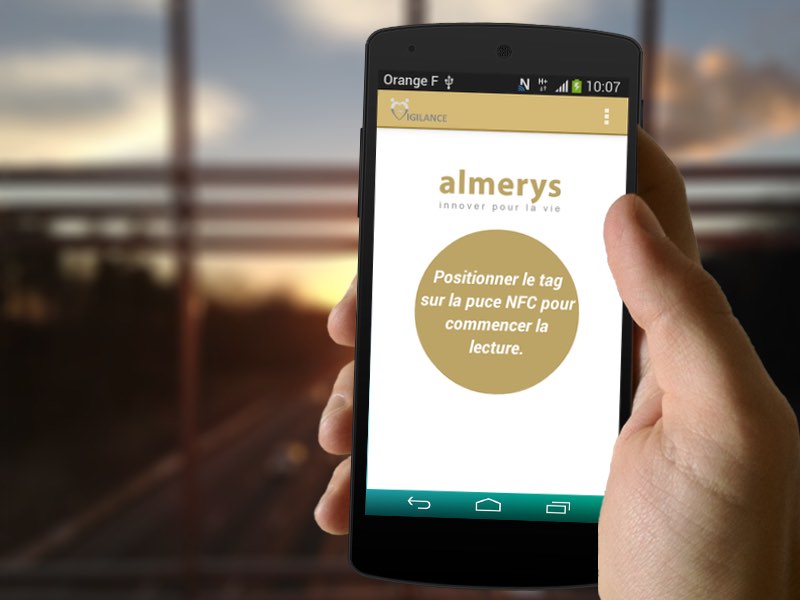 Orange F
N H+ 10:07
VIGILANCE
almerys
innover pour la vie
Positionner le tag
sur la puce NFC pour
commencer la
lecture.